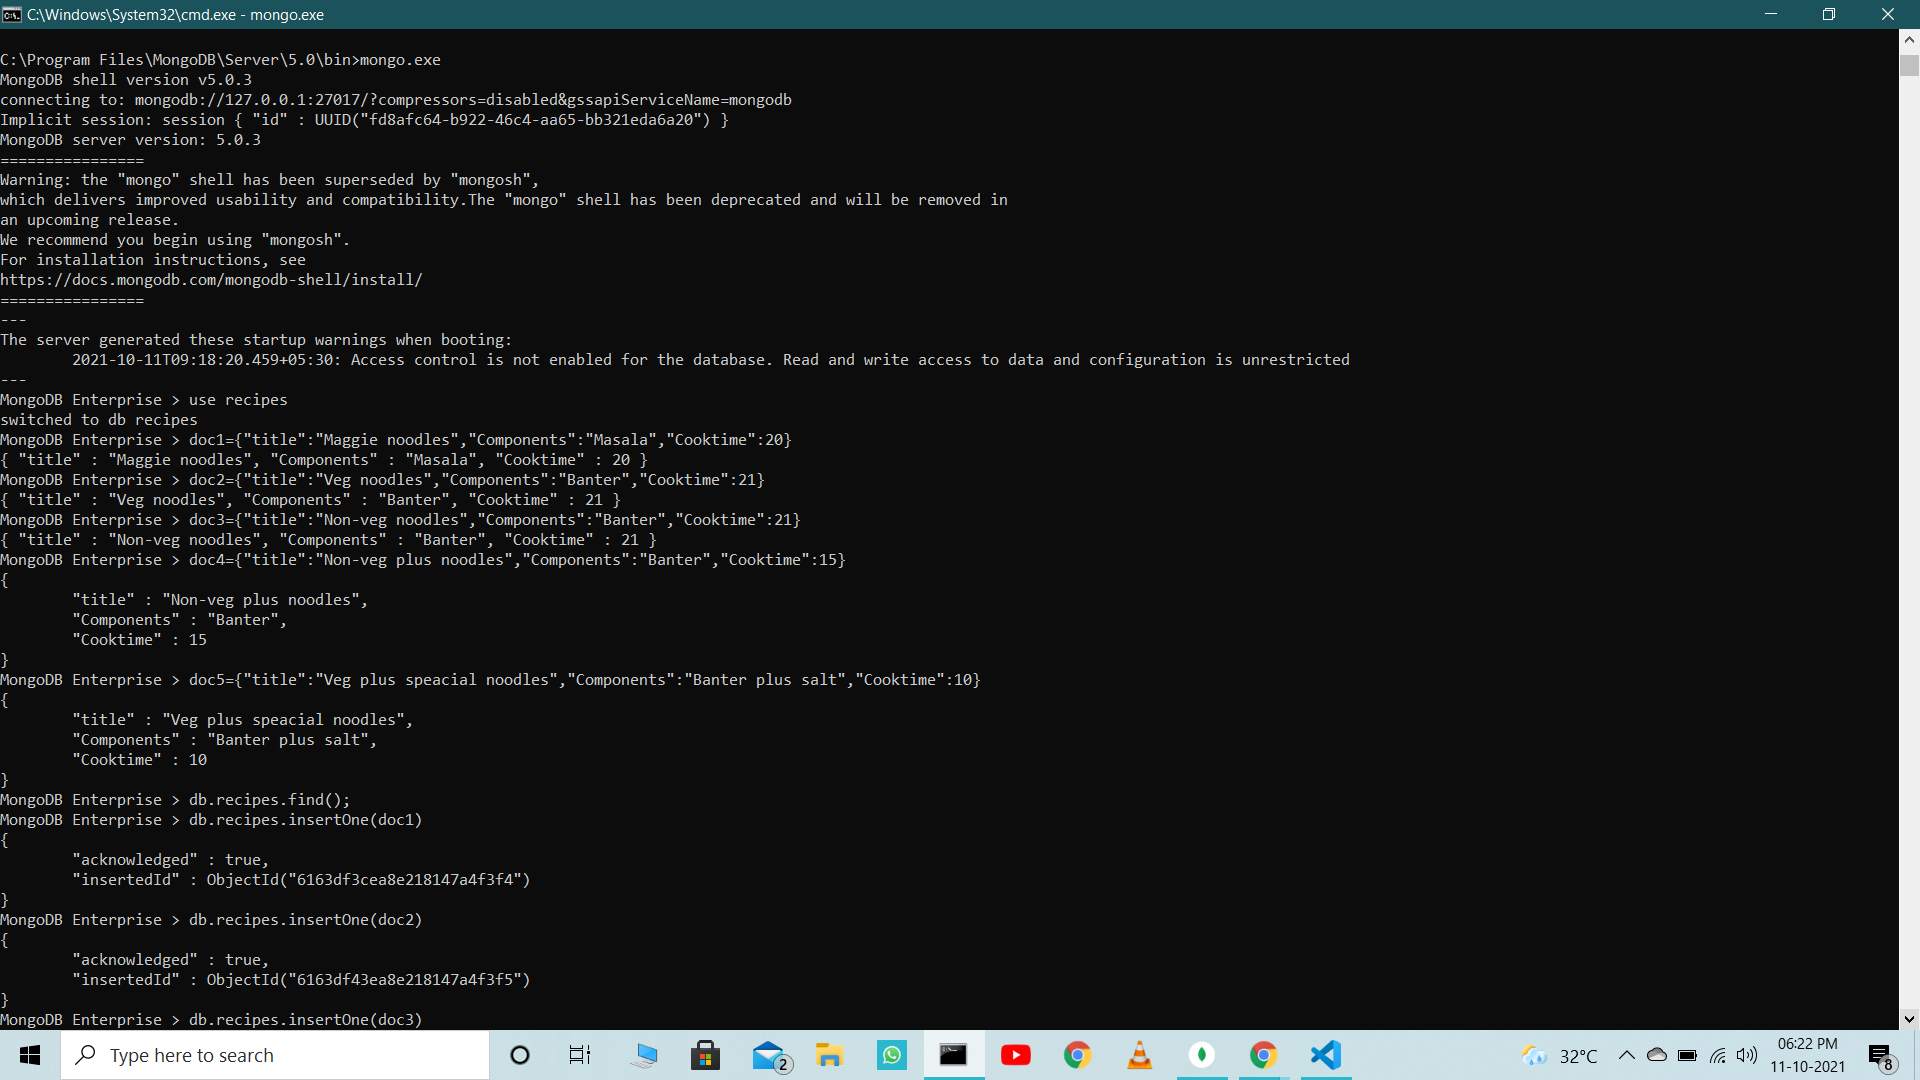 C:\Windows\System32\cmd.exe - mongo.exe
C:\Program Files\MongoDB\Server\5.0\bin>mongo.exe
MongoDB shell version v5.0.3
connecting to: mongodb://127.0.0.1:27017/?compressors=disabled&gssapiServiceName=mongodb
Implicit session: session { "id" : UUID("fd8afc64-b922-46c4-aa65-bb321eda6a20") }
MongoDB server version: 5.0.3
================
Warning: the "mongo" shell has been superseded by "mongosh",
which delivers improved usability and compatibility.The "mongo" shell has been deprecated and will be removed in
an upcoming release.
We recommend you begin using "mongosh".
For installation instructions, see
https://docs.mongodb.com/mongodb-shell/install/
================
---
The server generated these startup warnings when booting:
        2021-10-11T09:18:20.459+05:30: Access control is not enabled for the database. Read and write access to data and configuration is unrestricted
---
MongoDB Enterprise > use recipes
switched to db recipes
MongoDB Enterprise > doc1={"title":"Maggie noodles","Components":"Masala","Cooktime":20}
{ "title" : "Maggie noodles", "Components" : "Masala", "Cooktime" : 20 }
MongoDB Enterprise > doc2={"title":"Veg noodles","Components":"Banter","Cooktime":21}
{ "title" : "Veg noodles", "Components" : "Banter", "Cooktime" : 21 }
MongoDB Enterprise > doc3={"title":"Non-veg noodles","Components":"Banter","Cooktime":21}
{ "title" : "Non-veg noodles", "Components" : "Banter", "Cooktime" : 21 }
MongoDB Enterprise > doc4={"title":"Non-veg plus noodles","Components":"Banter","Cooktime":15}
{
        "title" : "Non-veg plus noodles",
        "Components" : "Banter",
        "Cooktime" : 15
}
MongoDB Enterprise > doc5={"title":"Veg plus speacial noodles","Components":"Banter plus salt","Cooktime":10}
{
        "title" : "Veg plus speacial noodles",
        "Components" : "Banter plus salt",
        "Cooktime" : 10
}
MongoDB Enterprise > db.recipes.find();
MongoDB Enterprise > db.recipes.insertOne(doc1)
{
        "acknowledged" : true,
        "insertedId" : ObjectId("6163df3cea8e218147a4f3f4")
}
MongoDB Enterprise > db.recipes.insertOne(doc2)
{
        "acknowledged" : true,
        "insertedId" : ObjectId("6163df43ea8e218147a4f3f5")
}
MongoDB Enterprise > db.recipes.insertOne(doc3)
Type here to search
2
32°C
06:22 PM
11-10-2021
8